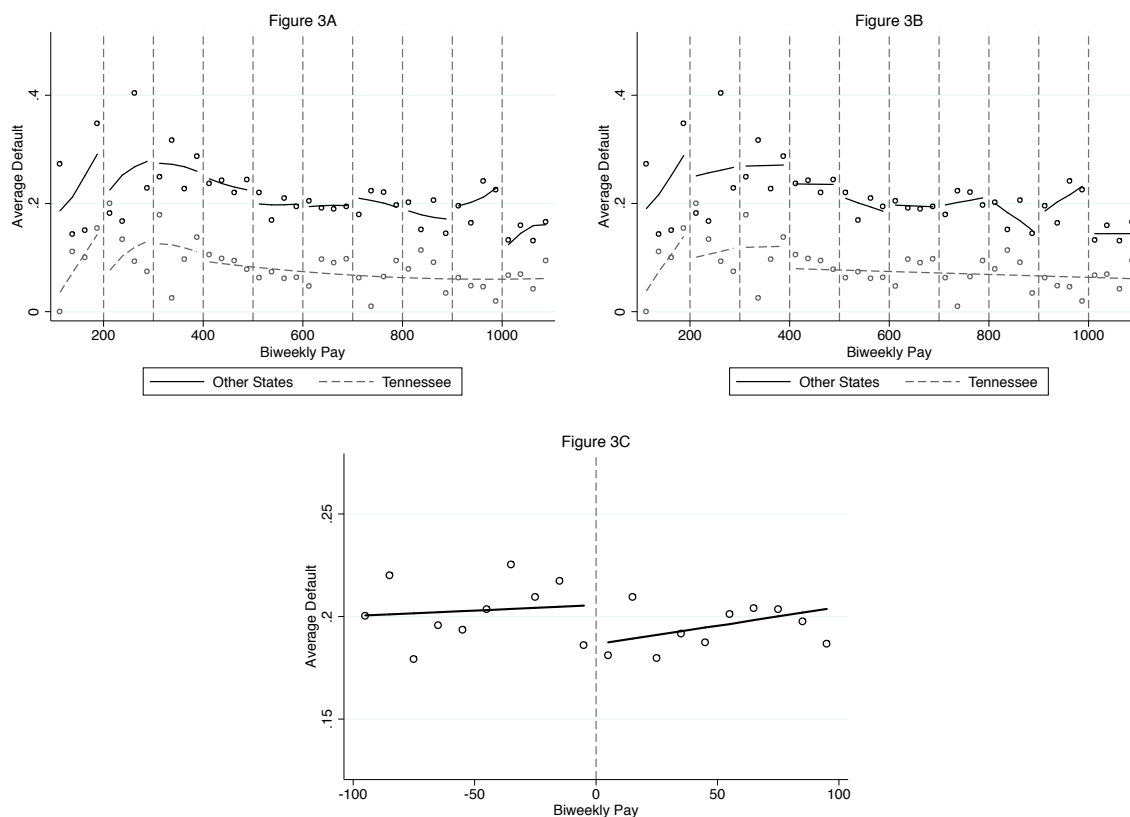 Figure 3A
Average Default
0
.2
.4
200 400 600 800 1000
Biweekly Pay
Other States Tennessee
Figure 3B
Average Default
0
.2
.4
200 400 600 800 1000
Biweekly Pay
Other States Tennessee
Figure 3C
Average Default
.15
.2
.25
-100 -50 0 50 100
Biweekly Pay